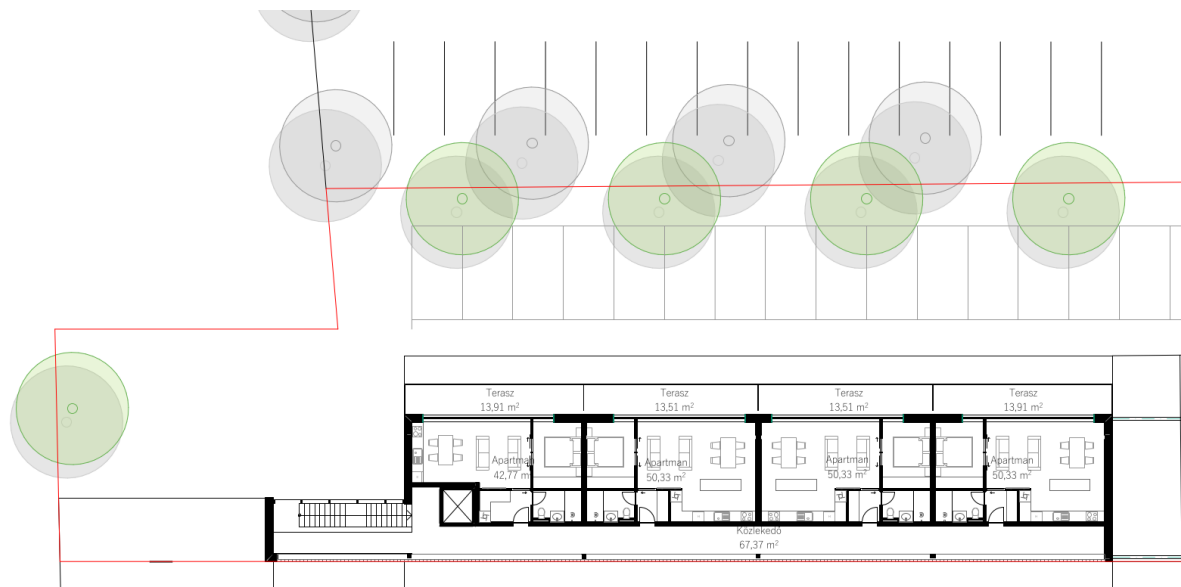 Terasz
13,91 m²
Terasz
13,51 m²
Terasz
13,51 m²
Terasz
13,91 m²
Apartman
42,77 m²
Apartman
50,33 m²
Apartman
50,33 m²
Apartman
50,33 m²
Közlekedő
67,37 m²